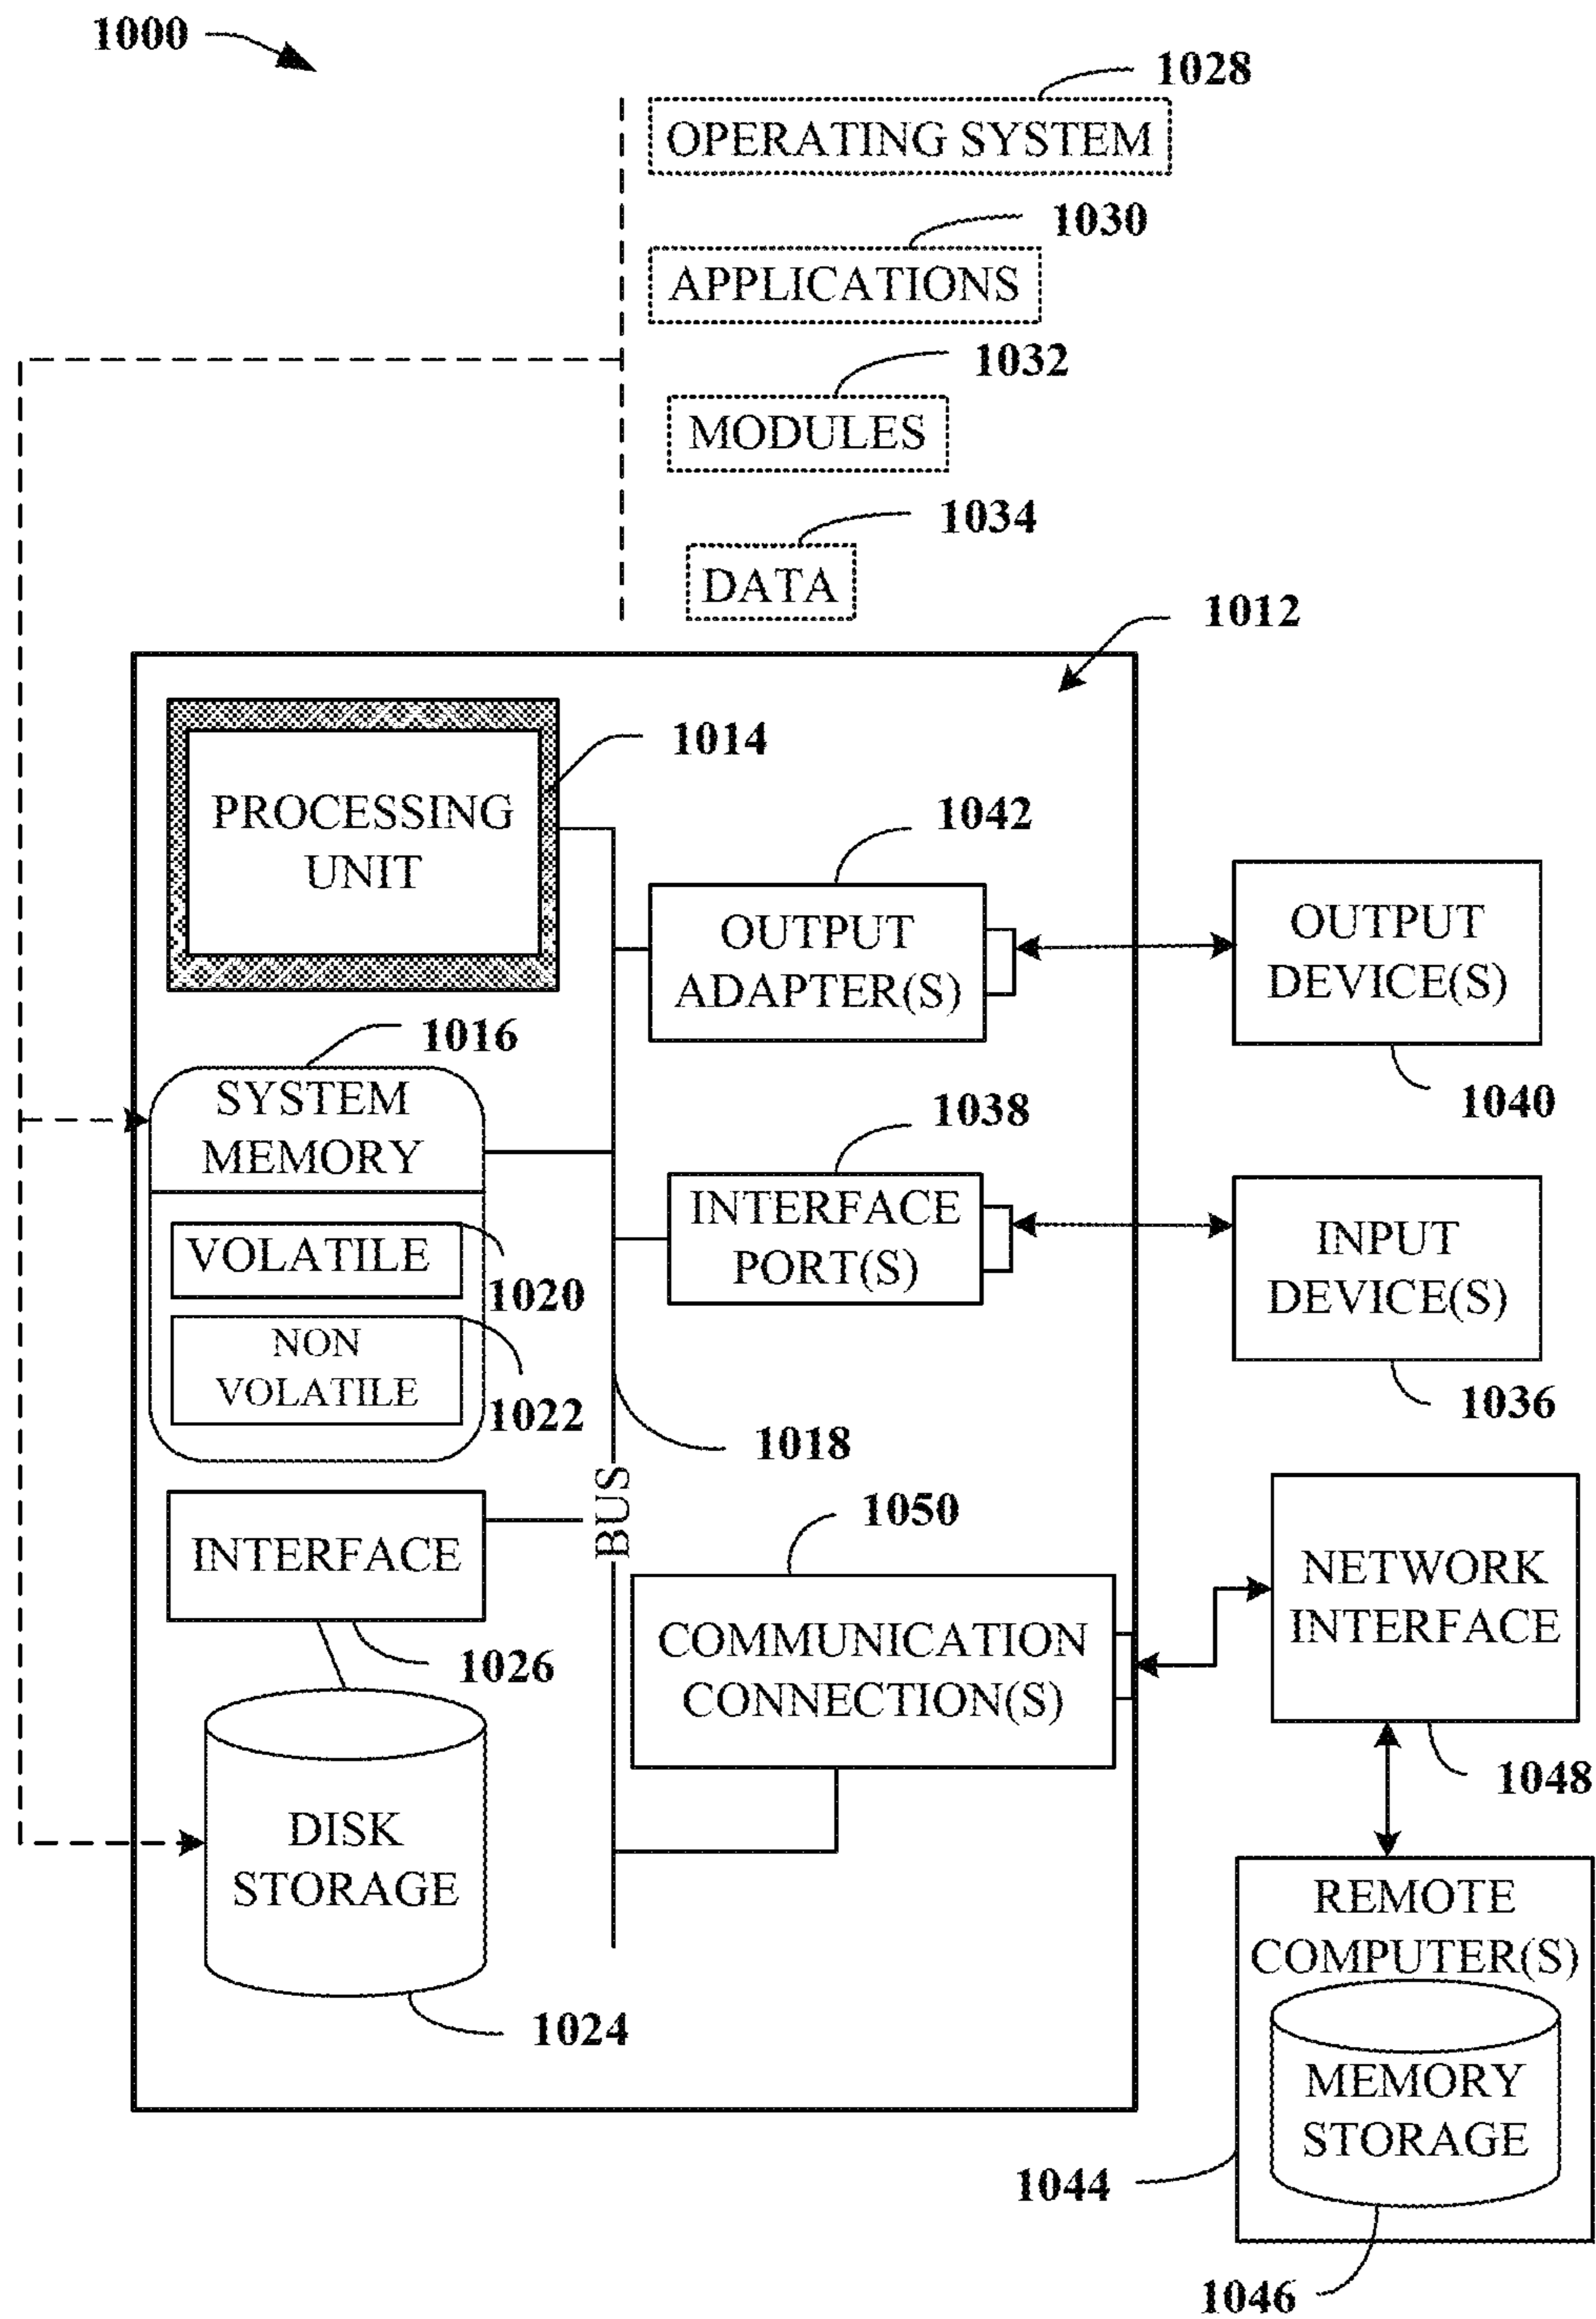 1000
1028
OPERATING SYSTEM
1030
APPLICATIONS
1032
MODULES
1034
DATA
1012
PROCESSING
UNIT
1014
1042
OUTPUT
ADAPTER(S)
OUTPUT
DEVICE(S)
1040
1016
SYSTEM
MEMORY
VOLATILE
1020
NON
VOLATILE
1022
1038
INTERFACE
PORT(S)
INPUT
DEVICE(S)
1036
1018
BUS
INTERFACE
1026
1050
COMMUNICATION
CONNECTION(S)
NETWORK
INTERFACE
1048
DISK
STORAGE
1024
REMOTE
COMPUTER(S)
MEMORY
STORAGE
1044
1046